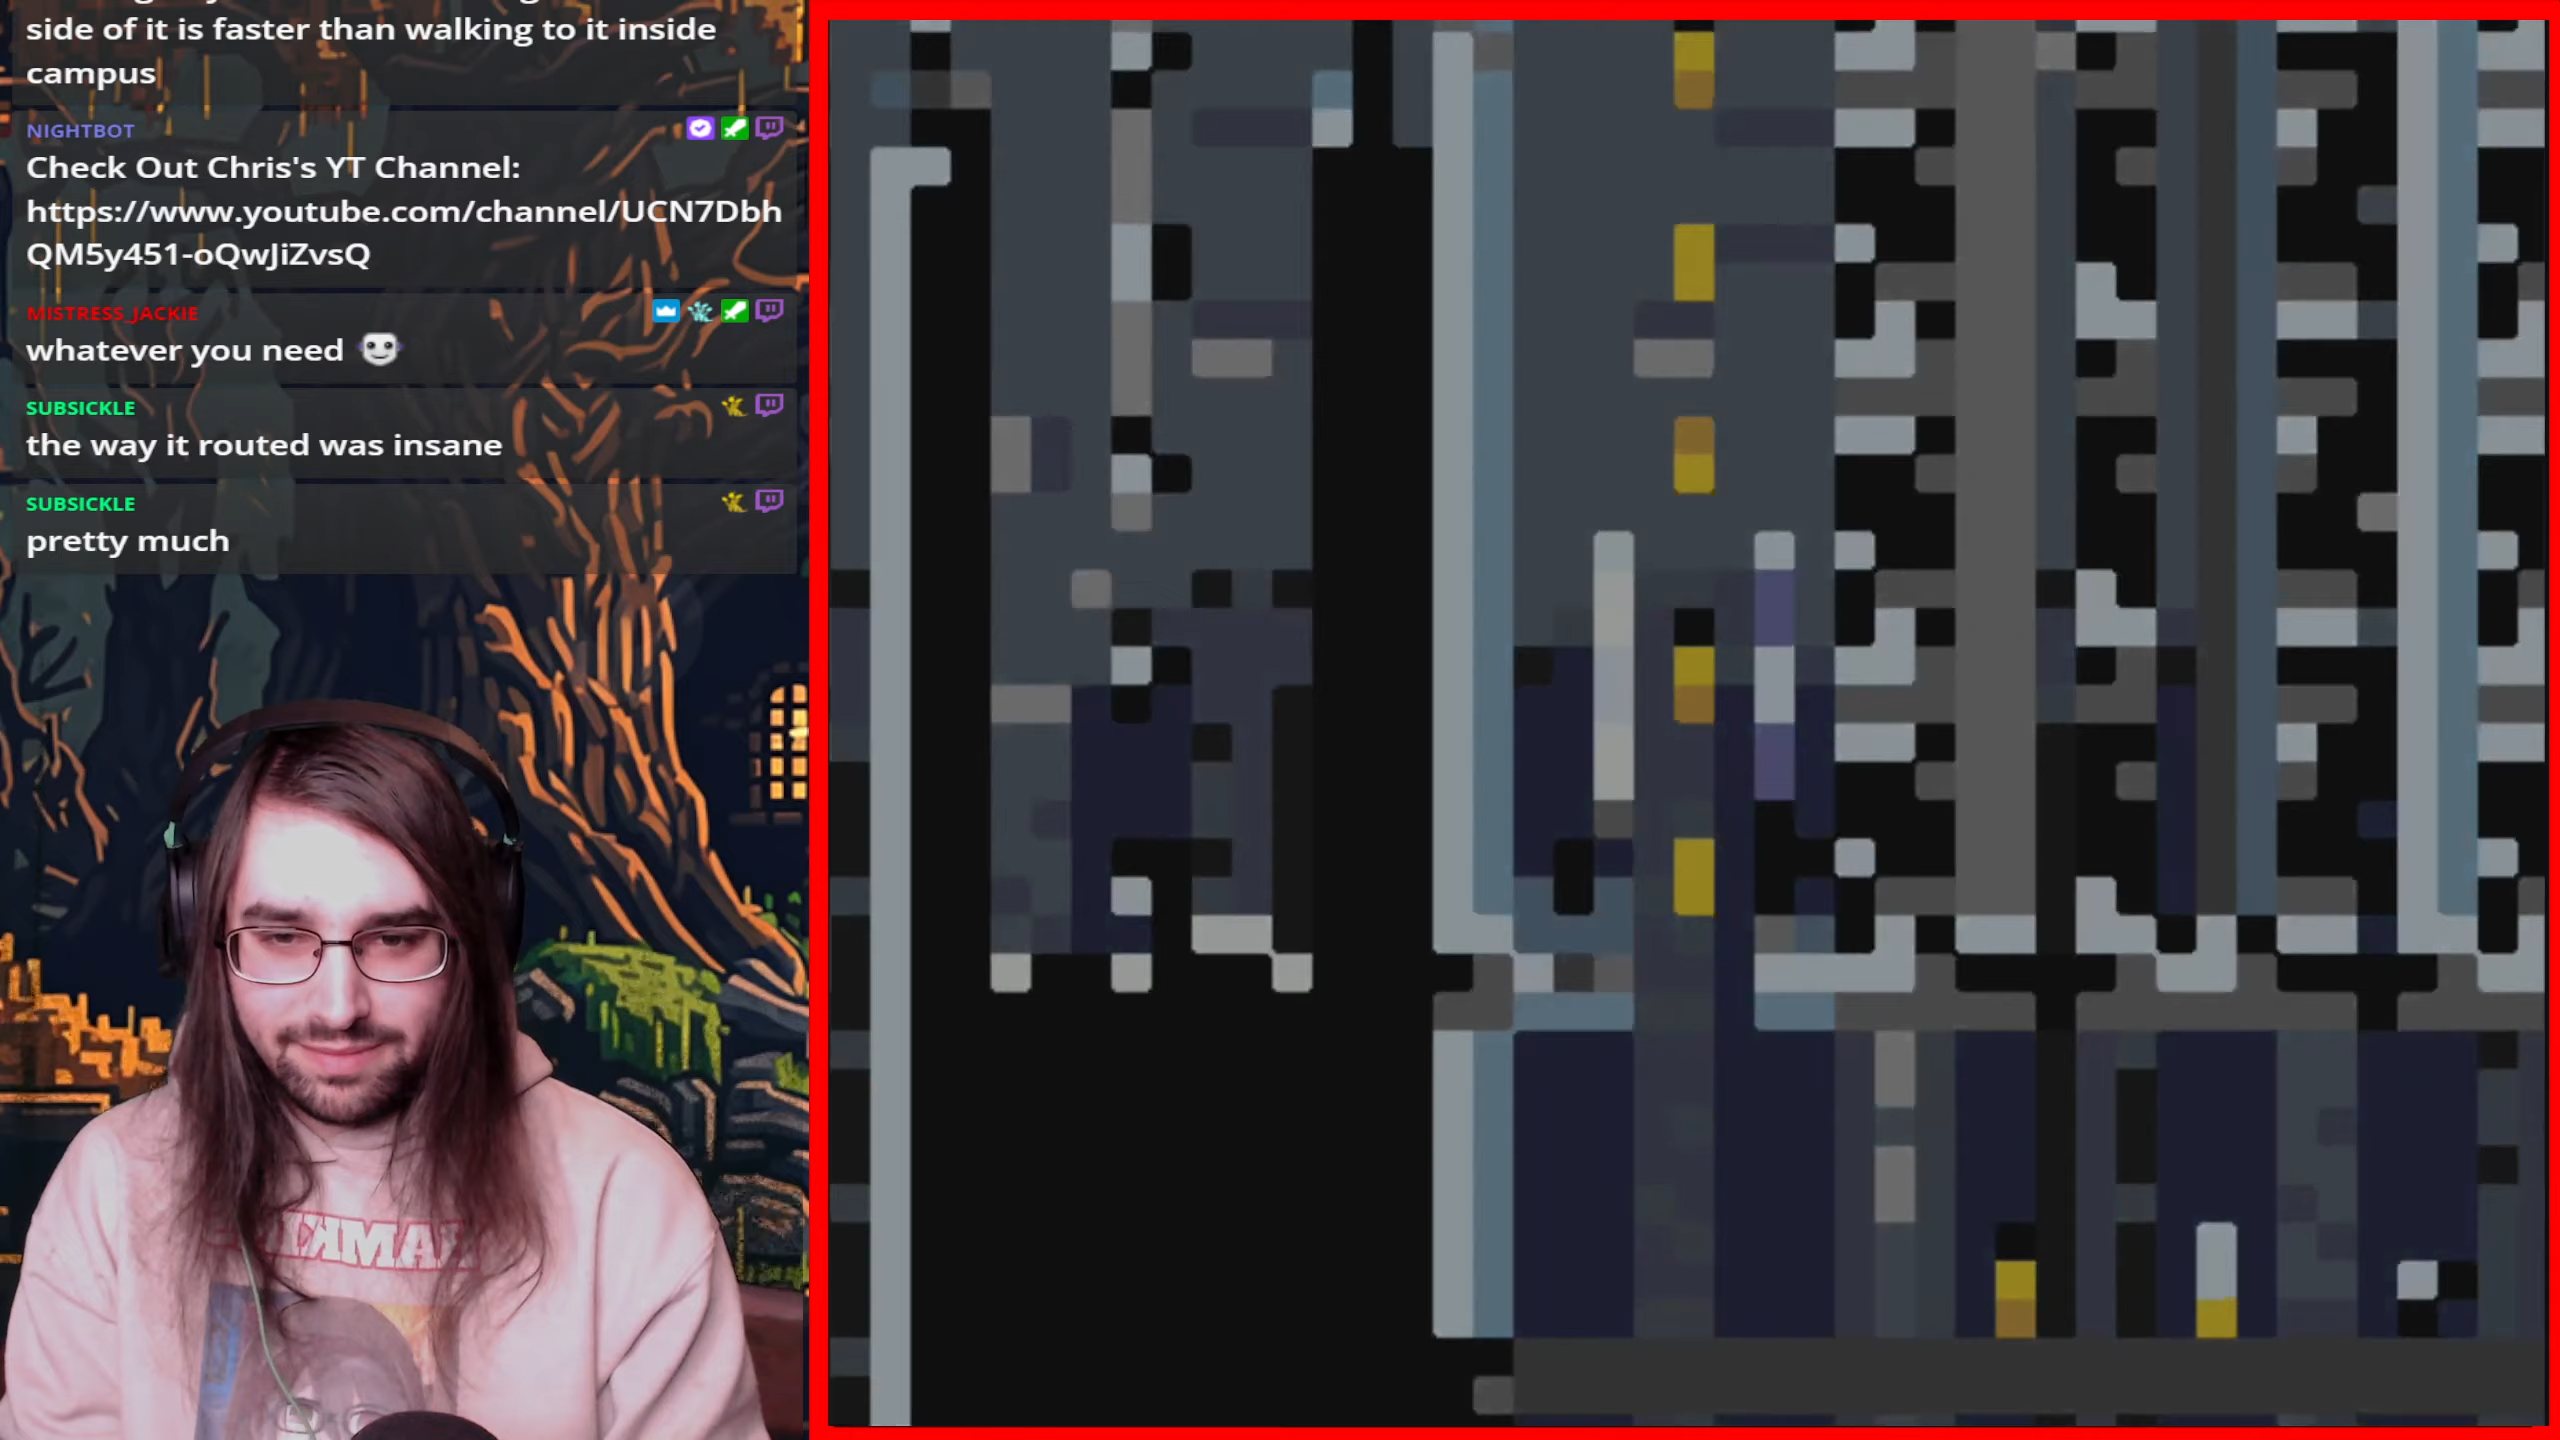 side of it is faster than walking to it inside
campus
NIGHTBOT
Check Out Chris's YT Channel:
https://www.youtube.com/channel/UCN7Dbh
QM5y451-oQwJiZvsQ
MISTRESS_JACKIE
whatever you need
SUBSICKLE
the way it routed was insane
SUBSICKLE
pretty much